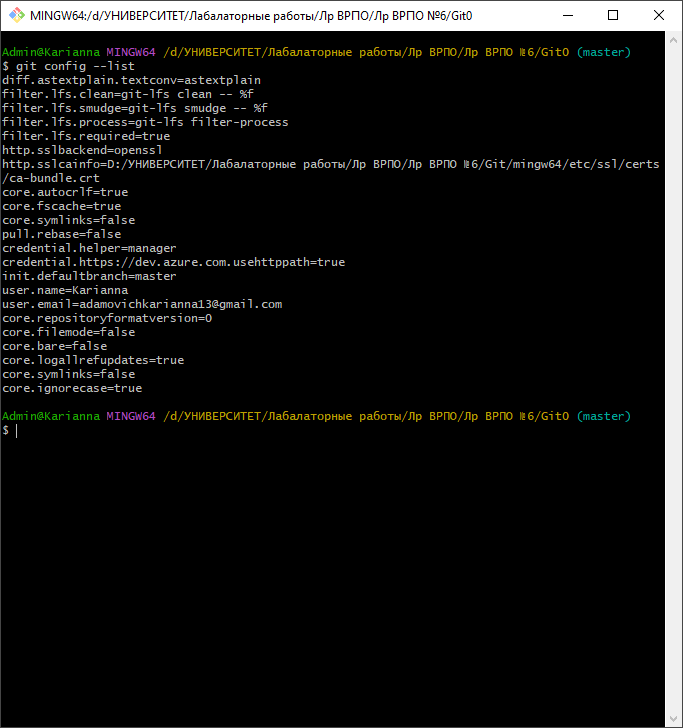 MINGW64:/d/УНИВЕРСИТЕТ/Лабалаторные работы/Лр ВРПО/Лр ВРПО №6/Git0
Admin@Karianna MINGW64 /d/УНИВЕРСИТЕТ/Лабалаторные работы/Лр ВРПО/Лр ВРПО №6/Git0 (master)
$ git config --list
diff.astextplain.textconv=astextplain
filter.lfs.clean=git-lfs clean -- %f
filter.lfs.smudge=git-lfs smudge -- %f
filter.lfs.process=git-lfs filter-process
filter.lfs.required=true
http.sslbackend=openssl
http.sslcainfo=D:/УНИВЕРСИТЕТ/Лабалаторные работы/Лр ВРПО/Лр ВРПО №6/Git/mingw64/etc/ssl/certs
/ca-bundle.crt
core.autocrlf=true
core.fscache=true
core.symlinks=false
pull.rebase=false
credential.helper=manager
credential.https://dev.azure.com.usehttppath=true
init.defaultbranch=master
user.name=Karianna
user.email=adamovichkarianna13@gmail.com
core.repositoryformatversion=0
core.filemode=false
core.bare=false
core.logallrefupdates=true
core.symlinks=false
core.ignorecase=true
Admin@Karianna MINGW64 /d/УНИВЕРСИТЕТ/Лабалаторные работы/Лр ВРПО/Лр ВРПО №6/Git0 (master)
$